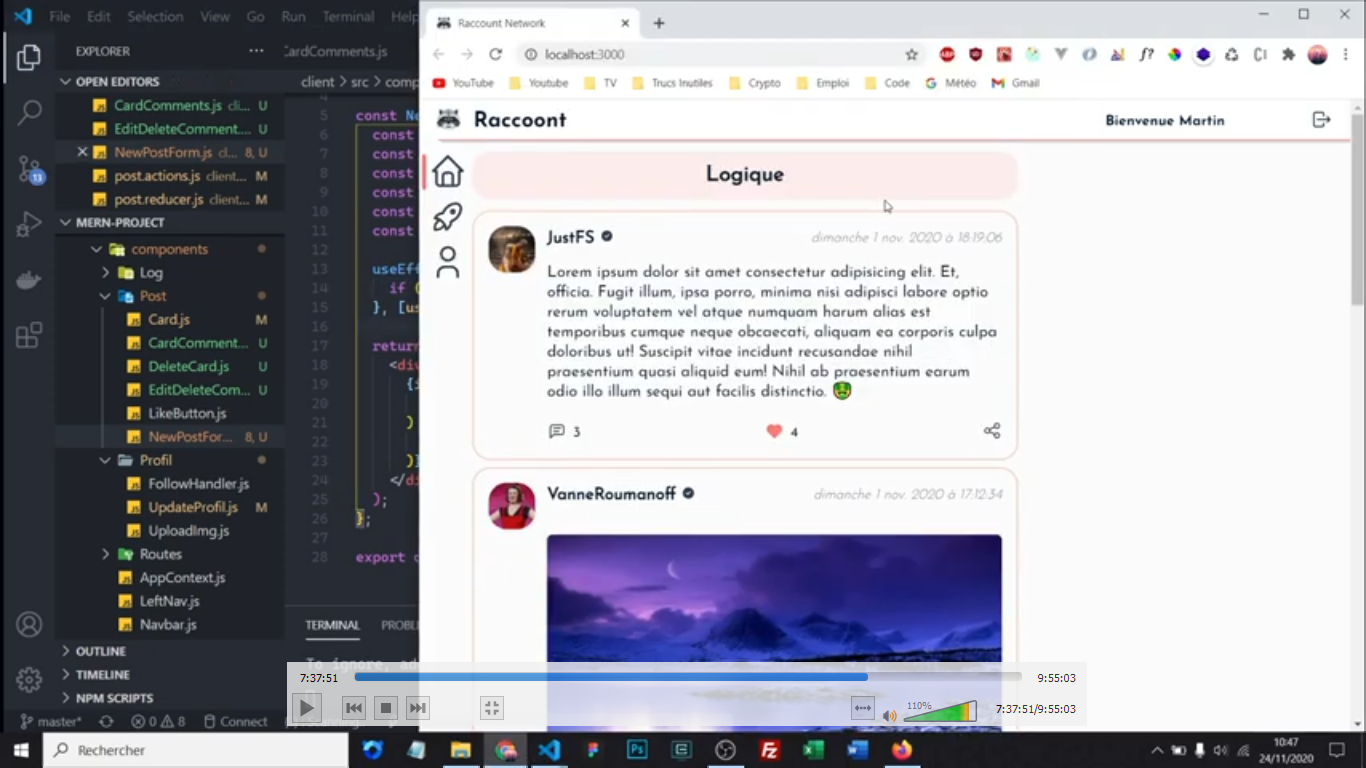 File Edit Selection View Go Run Terminal Help
EXPLORER
OPEN EDITORS
CardComments.js cli... U
EditDeleteComment.... U
NewPostForm.js cl... 8, U
post.actions.js client... M
post.reducer.js client... M
MERN-PROJECT
components
Log
Post
Card.js M
CardComment... U
DeleteCard.js U
EditDeleteCom... U
LikeButton.js
NewPostFor... 8, U
Profil
FollowHandler.js
UpdateProfil.js M
UploadImg.js
Routes
AppContext.js
LeftNav.js
Navbar.js
OUTLINE
TIMELINE
NPM SCRIPTS
13
master* 0 8 Connect
CardComments.js
client > src > comp
4
5 const Ne
6 const
7 const
8 const
9 const
10 const
11 const
12
13 useEff
14 if (
15 }, [us
16
17 return
18 <div
19 {i
20
21 )
22
23 )}
24 </di
25 );
26 };
27
28 export
TERMINAL PROBL
To ignore, ad
Raccount Network
localhost:3000
YouTube Youtube TV Trucs Inutiles Crypto Emploi Code Météo Gmail
Raccoont
Bienvenue Martin
Logique
JustFS
dimanche 1 nov. 2020 à 18:19:06
Lorem ipsum dolor sit amet consectetur adipisicing elit. Et,
officia. Fugit illum, ipsa porro, minima nisi adipisci labore optio
rerum voluptatem vel atque numquam harum alias est
temporibus cumque neque obcaecati, aliquam ea corporis culpa
doloribus ut! Suscipit vitae incidunt recusandae nihil
praesentium quasi aliquid eum! Nihil ab praesentium earum
odio illo illum sequi aut facilis distinctio.
3 4
VanneRoumanoff
dimanche 1 nov. 2020 à 17:12:34
7:37:51 9:55:03
110%
7:37:51/9:55:03
Rechercher
10:47
24/11/2020